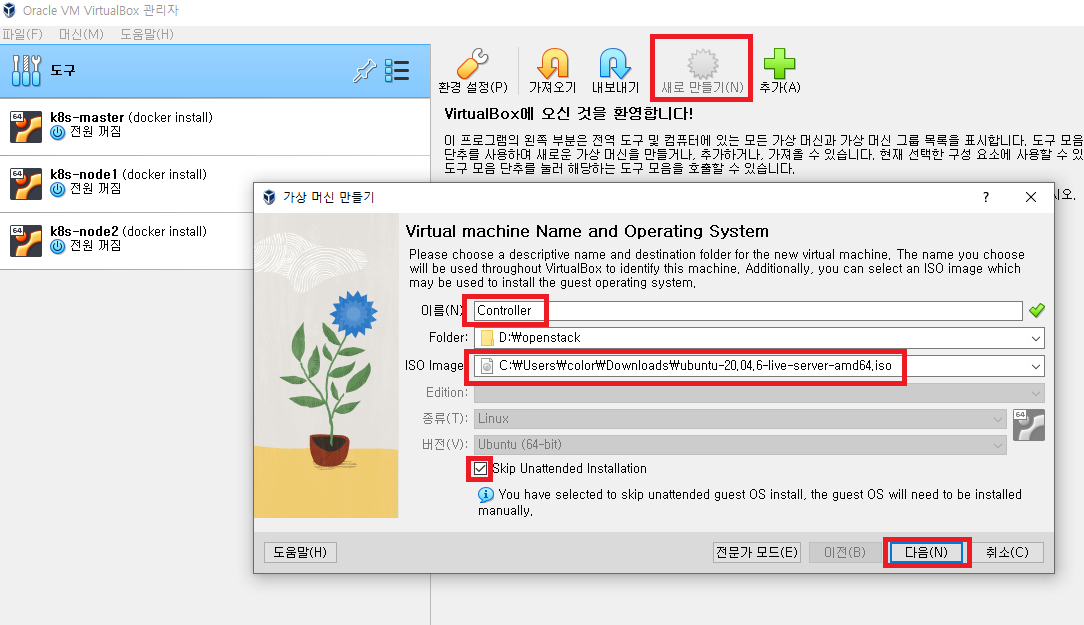 Oracle VM VirtualBox 관리자
파일(F) 머신(M) 도움말(H)
도구
환경 설정(P) 가져오기 내보내기 새로 만들기(N) 추가(A)
k8s-master (docker install)
전원 꺼짐
k8s-node1 (docker install)
전원 꺼짐
k8s-node2 (docker install)
전원 꺼짐
VirtualBox에 오신 것을 환영합니다!
이 프로그램의 왼쪽 부분은 전역 도구 및 컴퓨터에 있는 모든 가상 머신과 가상 머신 그룹 목록을 표시합니다. 도구 모음
단추를 사용하여 새로운 가상 머신을 만들거나, 추가하거나, 가져올 수 있습니다. 현재 선택한 구성 요소에 사용할 수 있
도구 모음 단추를 눌러 해당하는 도구 모음을 호출할 수 있습니다.
시오.
가상 머신 만들기
?
Virtual machine Name and Operating System
Please choose a descriptive name and destination folder for the new virtual machine. The name you choose
will be used throughout VirtualBox to identify this machine. Additionally, you can select an ISO image which
may be used to install the guest operating system.
이름(N) Controller
Folder: D:₩openstack
ISO Image C:₩Users₩color₩Downloads₩ubuntu-20.04.6-live-server-amd64.iso
Edition:
종류(T): Linux
64
버전(V): Ubuntu (64-bit)
Skip Unattended Installation
You have selected to skip unattended guest OS install, the guest OS will need to be installed
manually.
도움말(H) 전문가 모드(E) 이전(B) 다음(N) 취소(C)